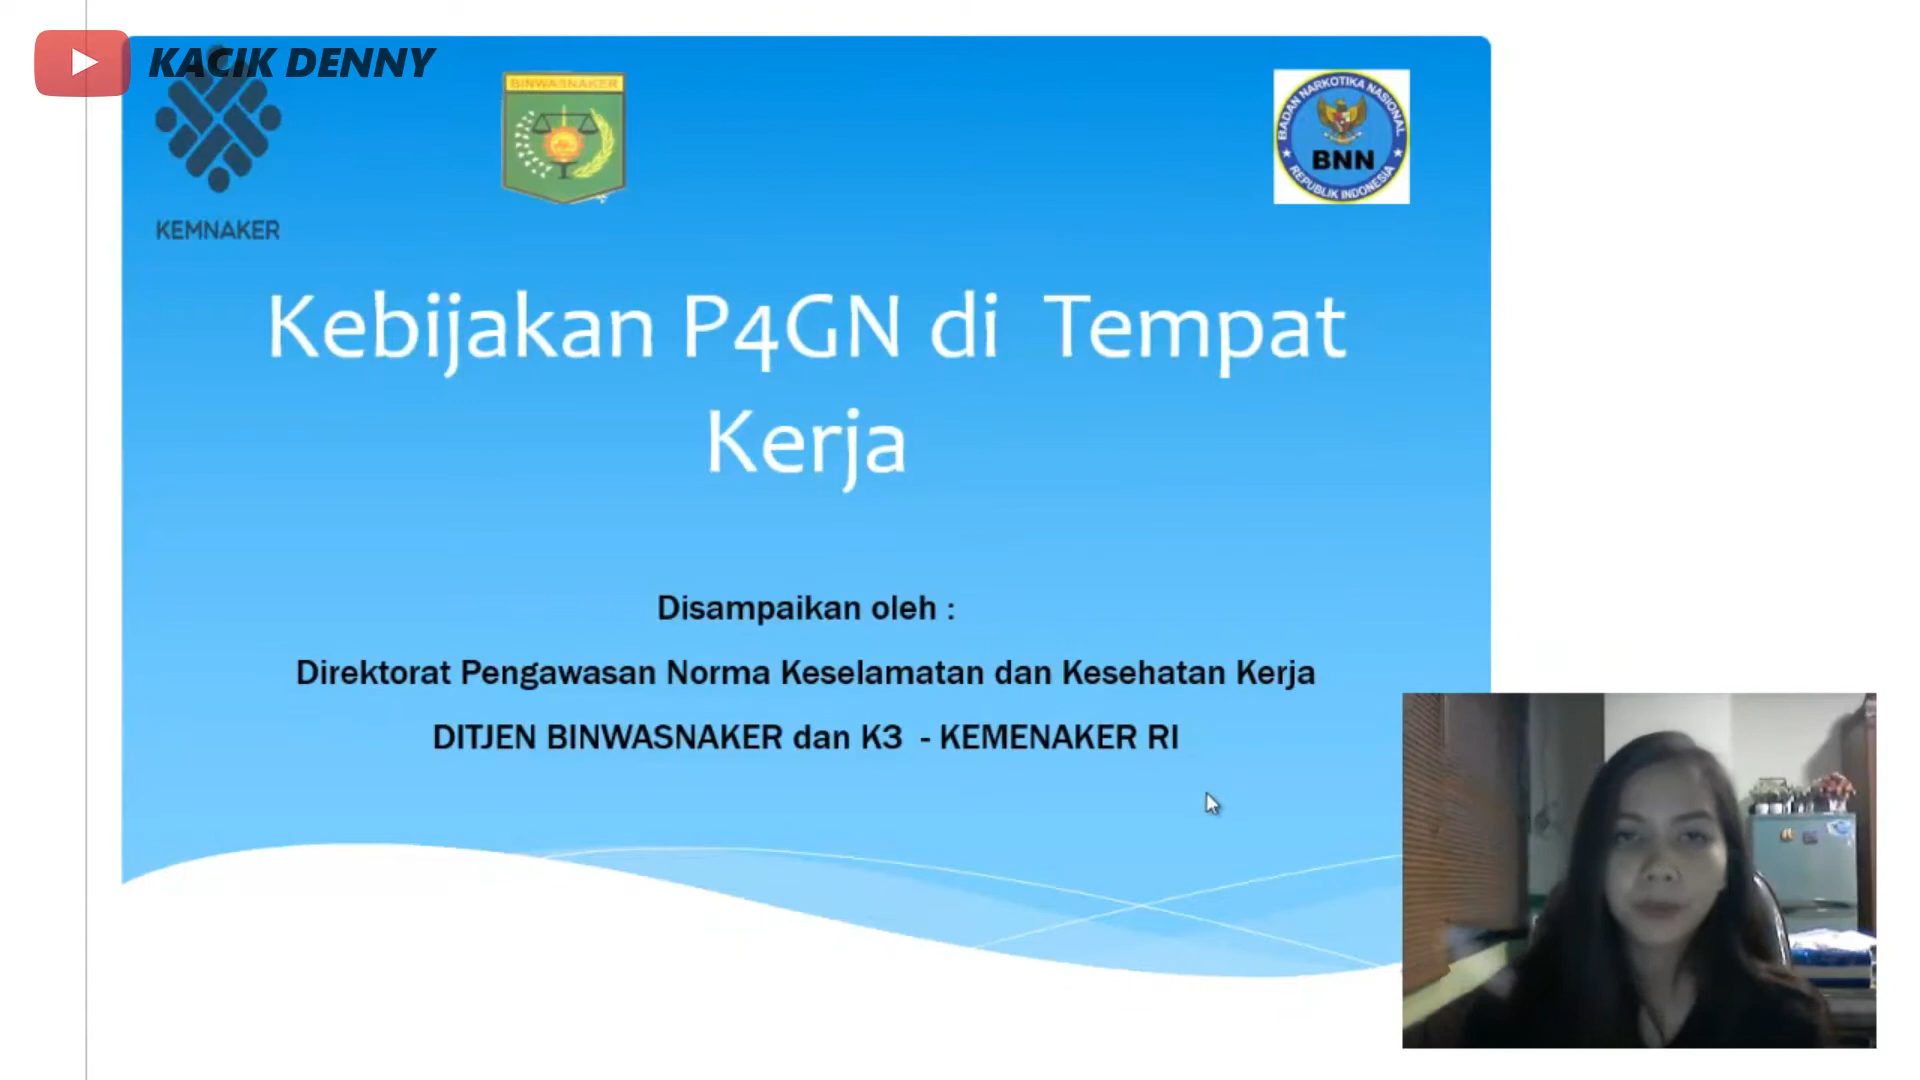 KACIK DENNY
KEMNAKER
BINWASNAKER
BADAN NARKOTIKA NASIONAL
BNN
REPUBLIK INDONESIA
Kebijakan P4GN di Tempat
Kerja
Disampaikan oleh :
Direktorat Pengawasan Norma Keselamatan dan Kesehatan Kerja
DITJEN BINWASNAKER dan K3 - KEMENAKER RI